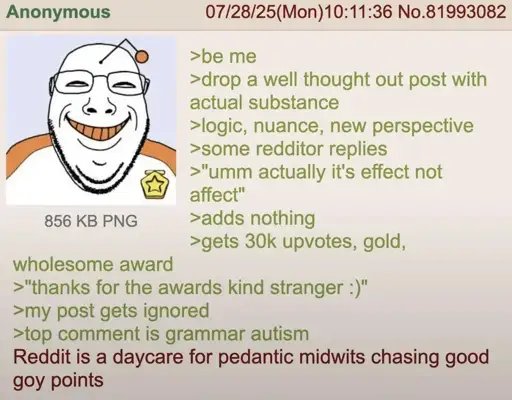 Anonymous 07/28/25(Mon)10:11:36 No.81993082
>be me
>drop a well thought out post with
actual substance
>logic, nuance, new perspective
>some redditor replies
>"umm actually it's effect not
affect"
856 KB PNG
>adds nothing
>gets 30k upvotes, gold,
wholesome award
>"thanks for the awards kind stranger :)"
>my post gets ignored
>top comment is grammar autism
Reddit is a daycare for pedantic midwits chasing good
goy points